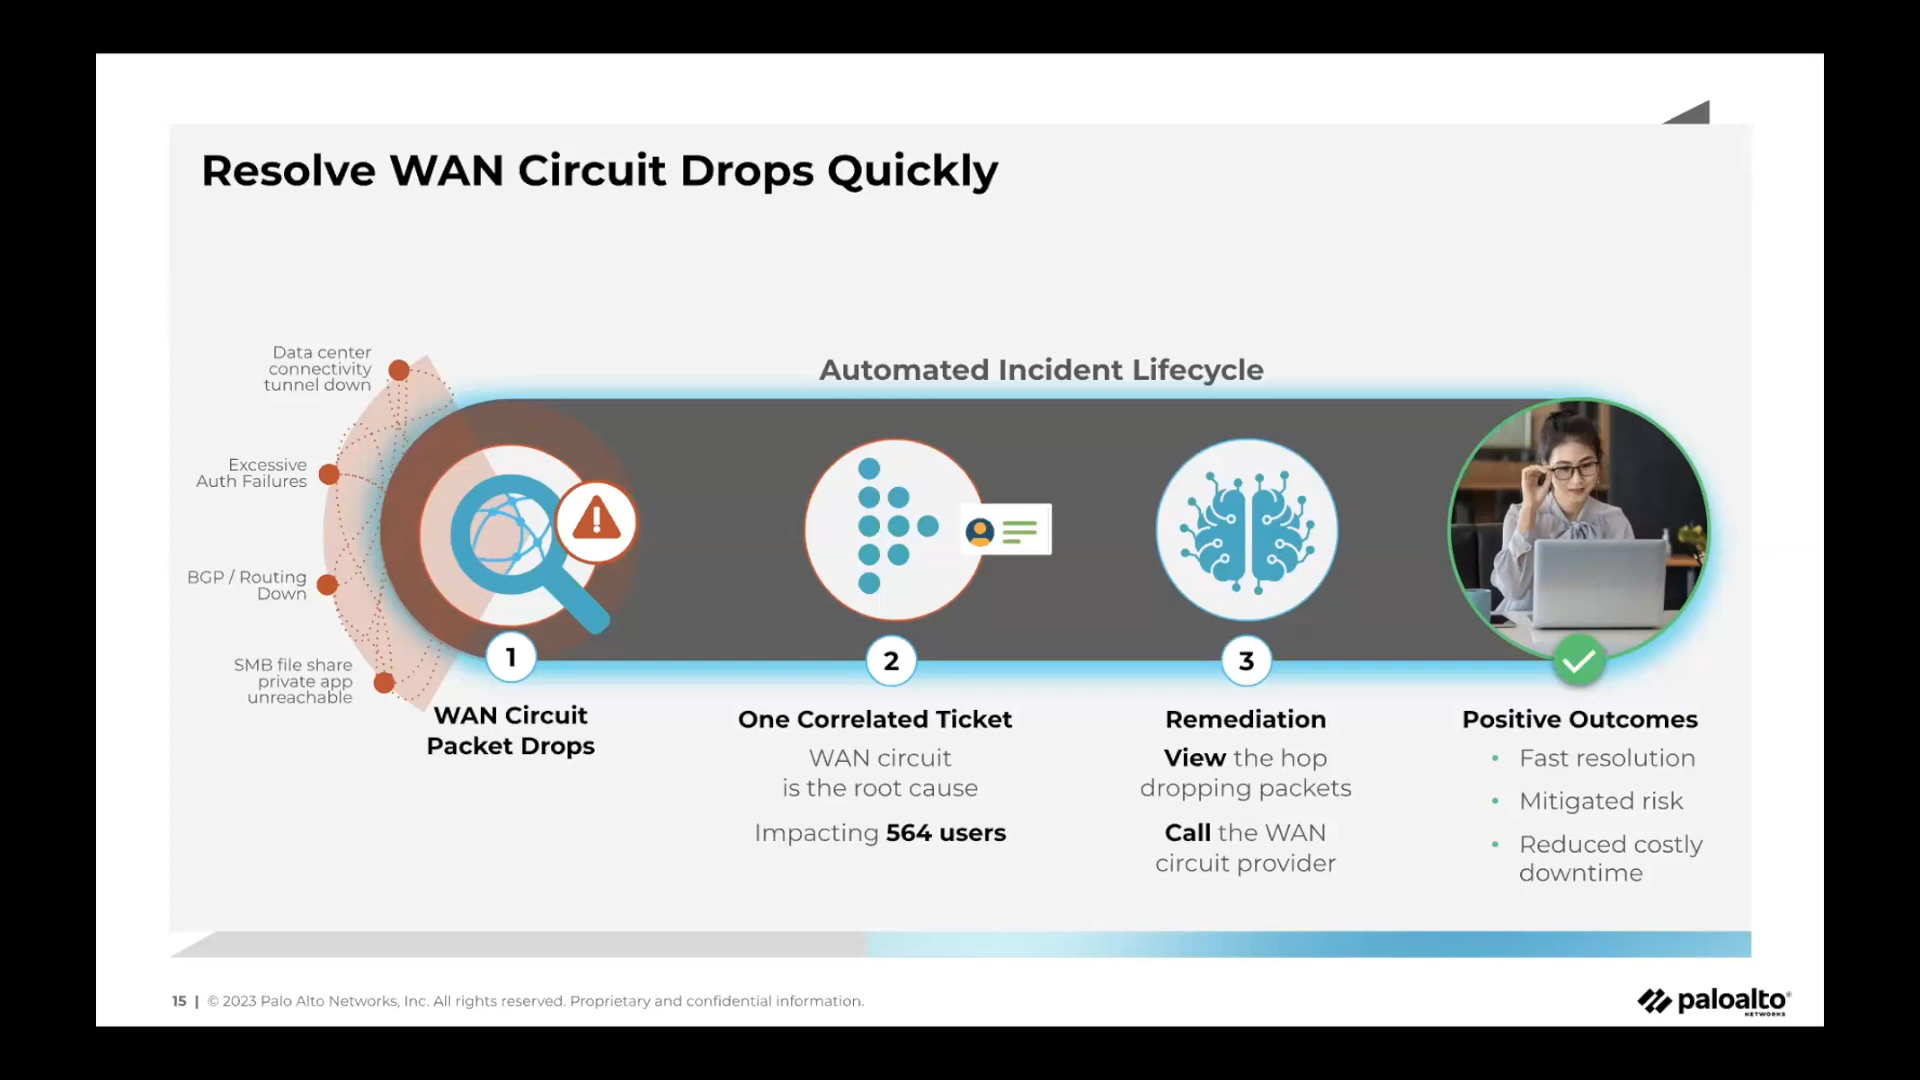 Resolve WAN Circuit Drops Quickly
Automated Incident Lifecycle
Data center
connectivity
tunnel down
Excessive
Auth Failures
BGP / Routing
Down
SMB file share
private app
unreachable
1
WAN Circuit
Packet Drops
2
One Correlated Ticket
WAN circuit
is the root cause
Impacting 564 users
3
Remediation
View the hop
dropping packets
Call the WAN
circuit provider
Positive Outcomes
• Fast resolution
• Mitigated risk
• Reduced costly
downtime
15 | © 2023 Palo Alto Networks, Inc. All rights reserved. Proprietary and confidential information.
paloalto
NETWORKS